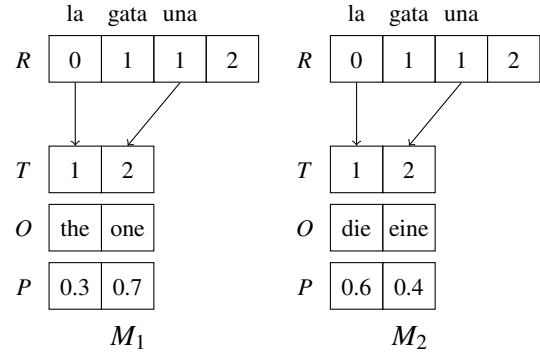 la gata una la gata una
R 0 1 1 2 R 0 1 1 2
T 1 2 T 1 2
O the one O die eine
P 0.3 0.7 P 0.6 0.4
M1 M2